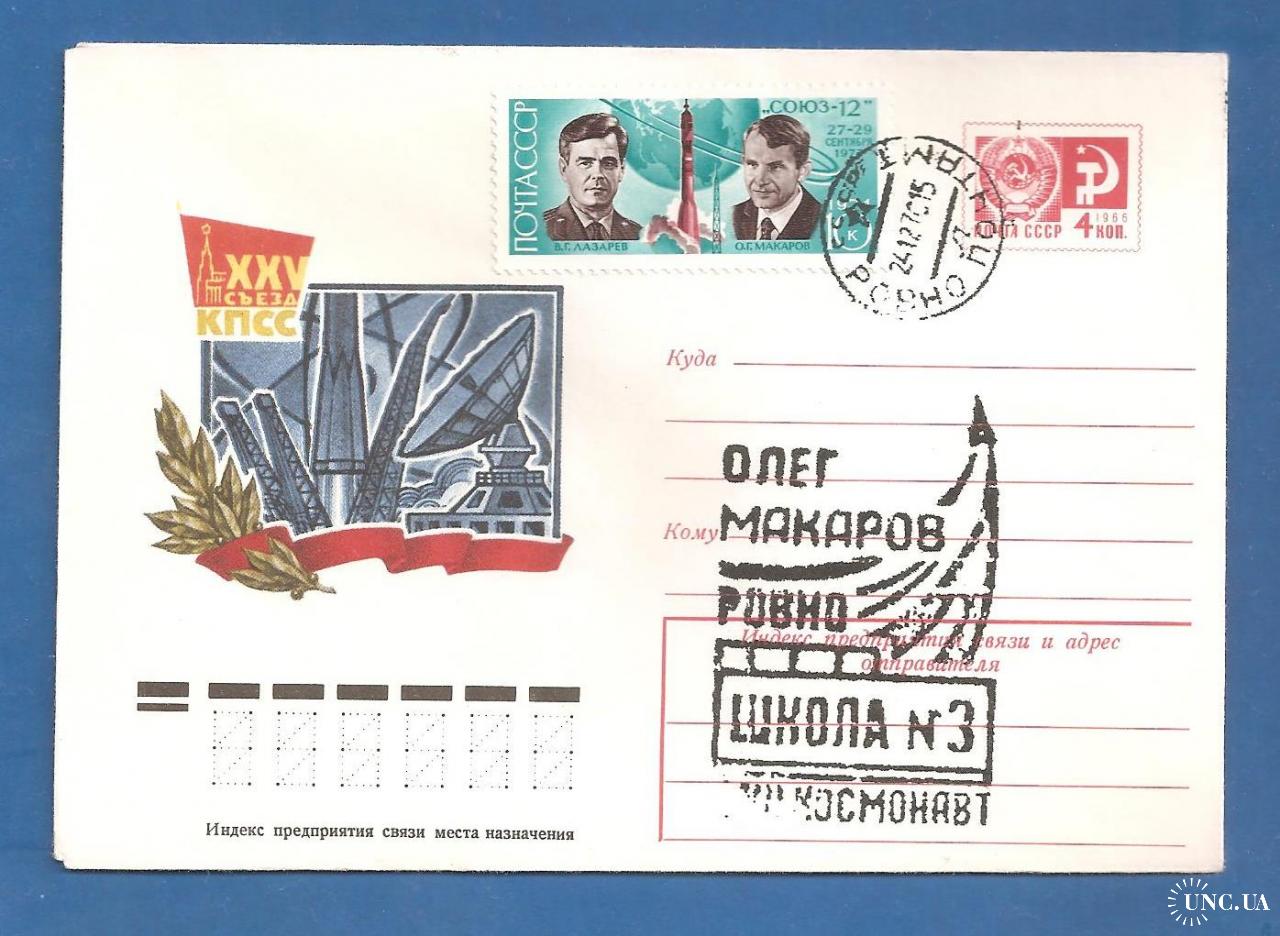 ПОЧТА СССР
„СОЮЗ-12"
27-29
СЕНТЯБРЯ
В.Г. ЛАЗАРЕВ
О.Г. МАКАРОВ
К
ПОЧТАМТ
РОВНО
24127615
1966
ПОЧТА СССР 4 КОП.
XXV
СЪЕЗД
КПСС
Куда
ОЛЕГ
Кому
МАКАРОВ
РОВНО
Индекс предприятия связи и адрес
отправителя
ШКОЛА N3
КОСМОНАВТ
Индекс предприятия связи места назначения
UNC.UA